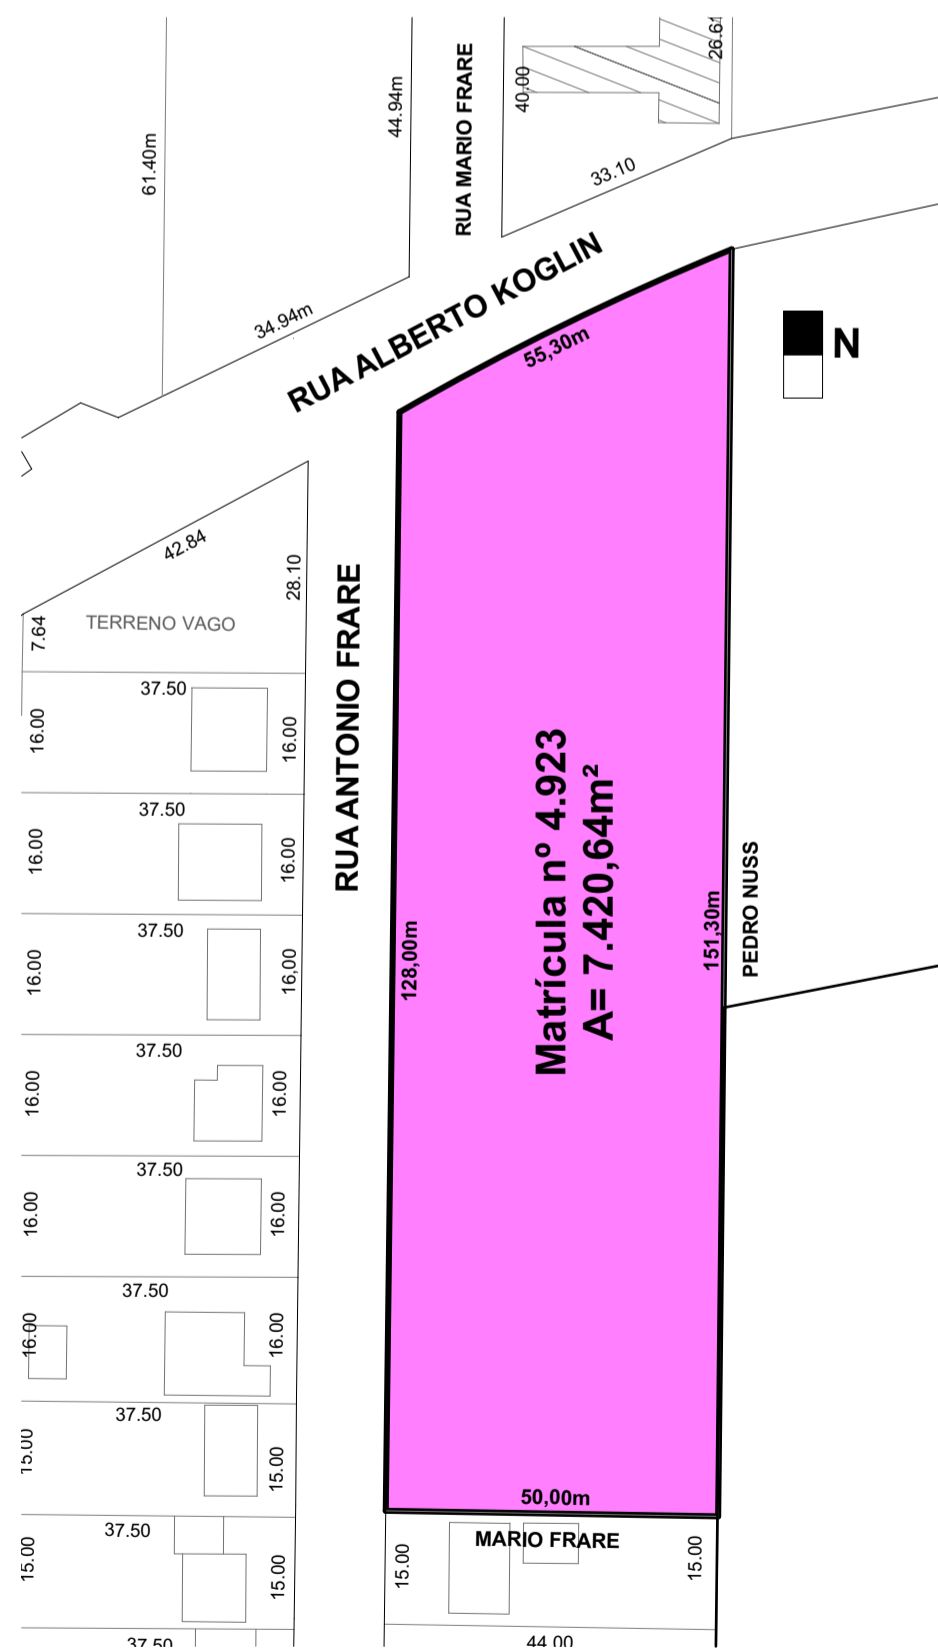 61.40m
44.94m
RUA MARIO FRARE
40.00
26.61
33.10
34.94m
RUA ALBERTO KOGLIN
55,30m
N
42.84
28.10
7.64
TERRENO VAGO
RUA ANTONIO FRARE
37.50
16.00
16.00
37.50
16.00
16.00
37.50
16.00
16,00
128,00m
Matrícula nº 4.923
A= 7.420,64m²
151,30m
PEDRO NUSS
37.50
16.00
16.00
37.50
16.00
16.00
37.50
16.00
16.00
37.50
15.00
15.00
50,00m
MARIO FRARE
37.50
15.00
15.00
15.00
15.00
37.50
44.00